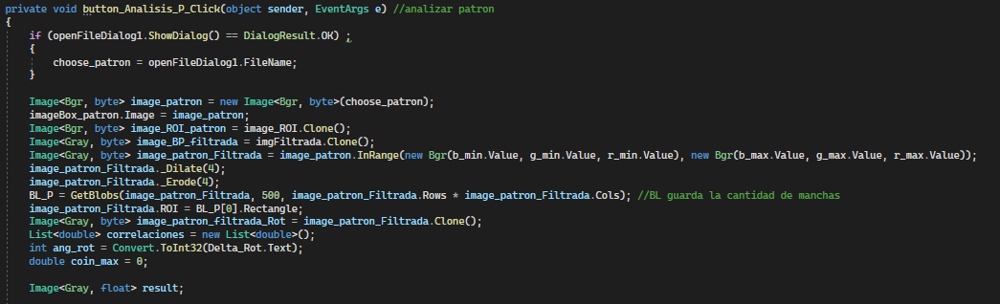 private void button_Analisis_P_Click(object sender, EventArgs e) //analizar patron
{
    if (openFileDialog1.ShowDialog() == DialogResult.OK) ;
    {
        choose_patron = openFileDialog1.FileName;
    }

    Image<Bgr, byte> image_patron = new Image<Bgr, byte>(choose_patron);
    imageBox_patron.Image = image_patron;
    Image<Bgr, byte> image_ROI_patron = image_ROI.Clone();
    Image<Gray, byte> image_BP_filtrada = imgFiltrada.Clone();
    Image<Gray, byte> image_patron_Filtrada = image_patron.InRange(new Bgr(b_min.Value, g_min.Value, r_min.Value), new Bgr(b_max.Value, g_max.Value, r_max.Value));
    image_patron_Filtrada._Dilate(4);
    image_patron_Filtrada._Erode(4);
    BL_P = GetBlobs(image_patron_Filtrada, 500, image_patron_Filtrada.Rows * image_patron_Filtrada.Cols); //BL guarda la cantidad de manchas
    image_patron_Filtrada.ROI = BL_P[0].Rectangle;
    Image<Gray, byte> image_patron_filtrada_Rot = image_patron_Filtrada.Clone();
    List<double> correlaciones = new List<double>();
    int ang_rot = Convert.ToInt32(Delta_Rot.Text);
    double coin_max = 0;

    Image<Gray, float> result;